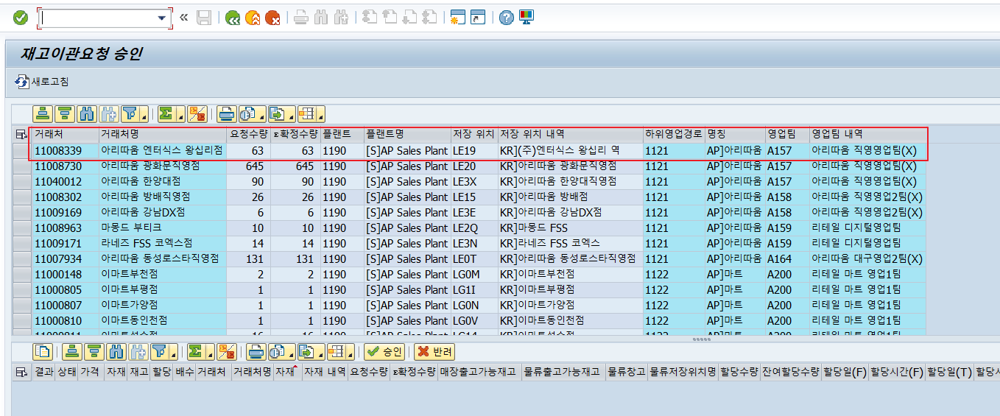 재고이관요청 승인
새로고침
거래처 거래처명 요청수량 Σ확정수량 플랜트 플랜트명 저장 위치 저장 위치 내역 하위영업경로 명칭 영업팀 영업팀 내역
11008339 아리따움 엔터식스 왕십리점 63 63 1190 [S]AP Sales Plant LE19 KR](주)엔터식스 왕십리 역 1121 AP]아리따움 A157 아리따움 직영영업팀(X)
11008730 아리따움 광화문직영점 645 645 1190 [S]AP Sales Plant LE20 KR]아리따움 광화문직영점 1121 AP]아리따움 A157 아리따움 직영영업팀(X)
11040012 아리따움 한양대점 90 90 1190 [S]AP Sales Plant LE3X KR]아리따움 한양대직영점 1121 AP]아리따움 A157 아리따움 직영영업팀(X)
11008302 아리따움 방배직영점 26 26 1190 [S]AP Sales Plant LE15 KR]아리따움 방배점 1121 AP]아리따움 A158 아리따움 직영영업2팀(X)
11009169 아리따움 강남DX점 6 6 1190 [S]AP Sales Plant LE3E KR]아리따움 강남DX점 1121 AP]아리따움 A158 아리따움 직영영업2팀(X)
11008963 마몽드 부티크 10 10 1190 [S]AP Sales Plant LE2Q KR]마몽드 FSS 1121 AP]아리따움 A159 리테일 디지털영업팀
11009171 라네즈 FSS 코엑스점 14 14 1190 [S]AP Sales Plant LE3N KR]라네즈 FSS 코엑스 1121 AP]아리따움 A159 리테일 디지털영업팀
11007934 아리따움 동성로스타직영점 131 131 1190 [S]AP Sales Plant LE0T KR]아리따움 동성로스타직영점 1121 AP]아리따움 A164 아리따움 대구영업2팀(X)
11000148 이마트부천점 2 2 1190 [S]AP Sales Plant LG0M KR]이마트부천점 1122 AP]마트 A200 리테일 마트 영업1팀
11000805 이마트부평점 1 1 1190 [S]AP Sales Plant LG1I KR]이마트부평점 1122 AP]마트 A200 리테일 마트 영업1팀
11000807 이마트가양점 1 1 1190 [S]AP Sales Plant LG0N KR]이마트가양점 1122 AP]마트 A200 리테일 마트 영업1팀
11000810 이마트동인천점 1 1 1190 [S]AP Sales Plant LG0V KR]이마트동인천점 1122 AP]마트 A200 리테일 마트 영업1팀
승인 반려
결과 상태 가격 자재 재고 할당 배수 거래처 거래처명 자재 자재 내역 요청수량 Σ확정수량 매장출고가능재고 물류출고가능재고 물류창고 물류저장위치명 할당수량 잔여할당수량 할당일(F) 할당시간(F) 할당일(T)